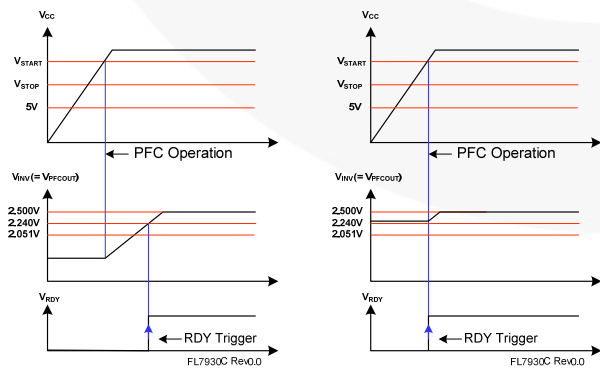 VCC
VSTART
VSTOP
5V
PFC Operation
VINV(=VPFCOUT)
2,500V
2,240V
2,051V
VRDY
RDY Trigger
FL7930C Rev0.0
VCC
VSTART
VSTOP
5V
PFC Operation
VINV(=VPFCOUT)
2,500V
2,240V
2,051V
VRDY
RDY Trigger
FL7930C Rev0.0